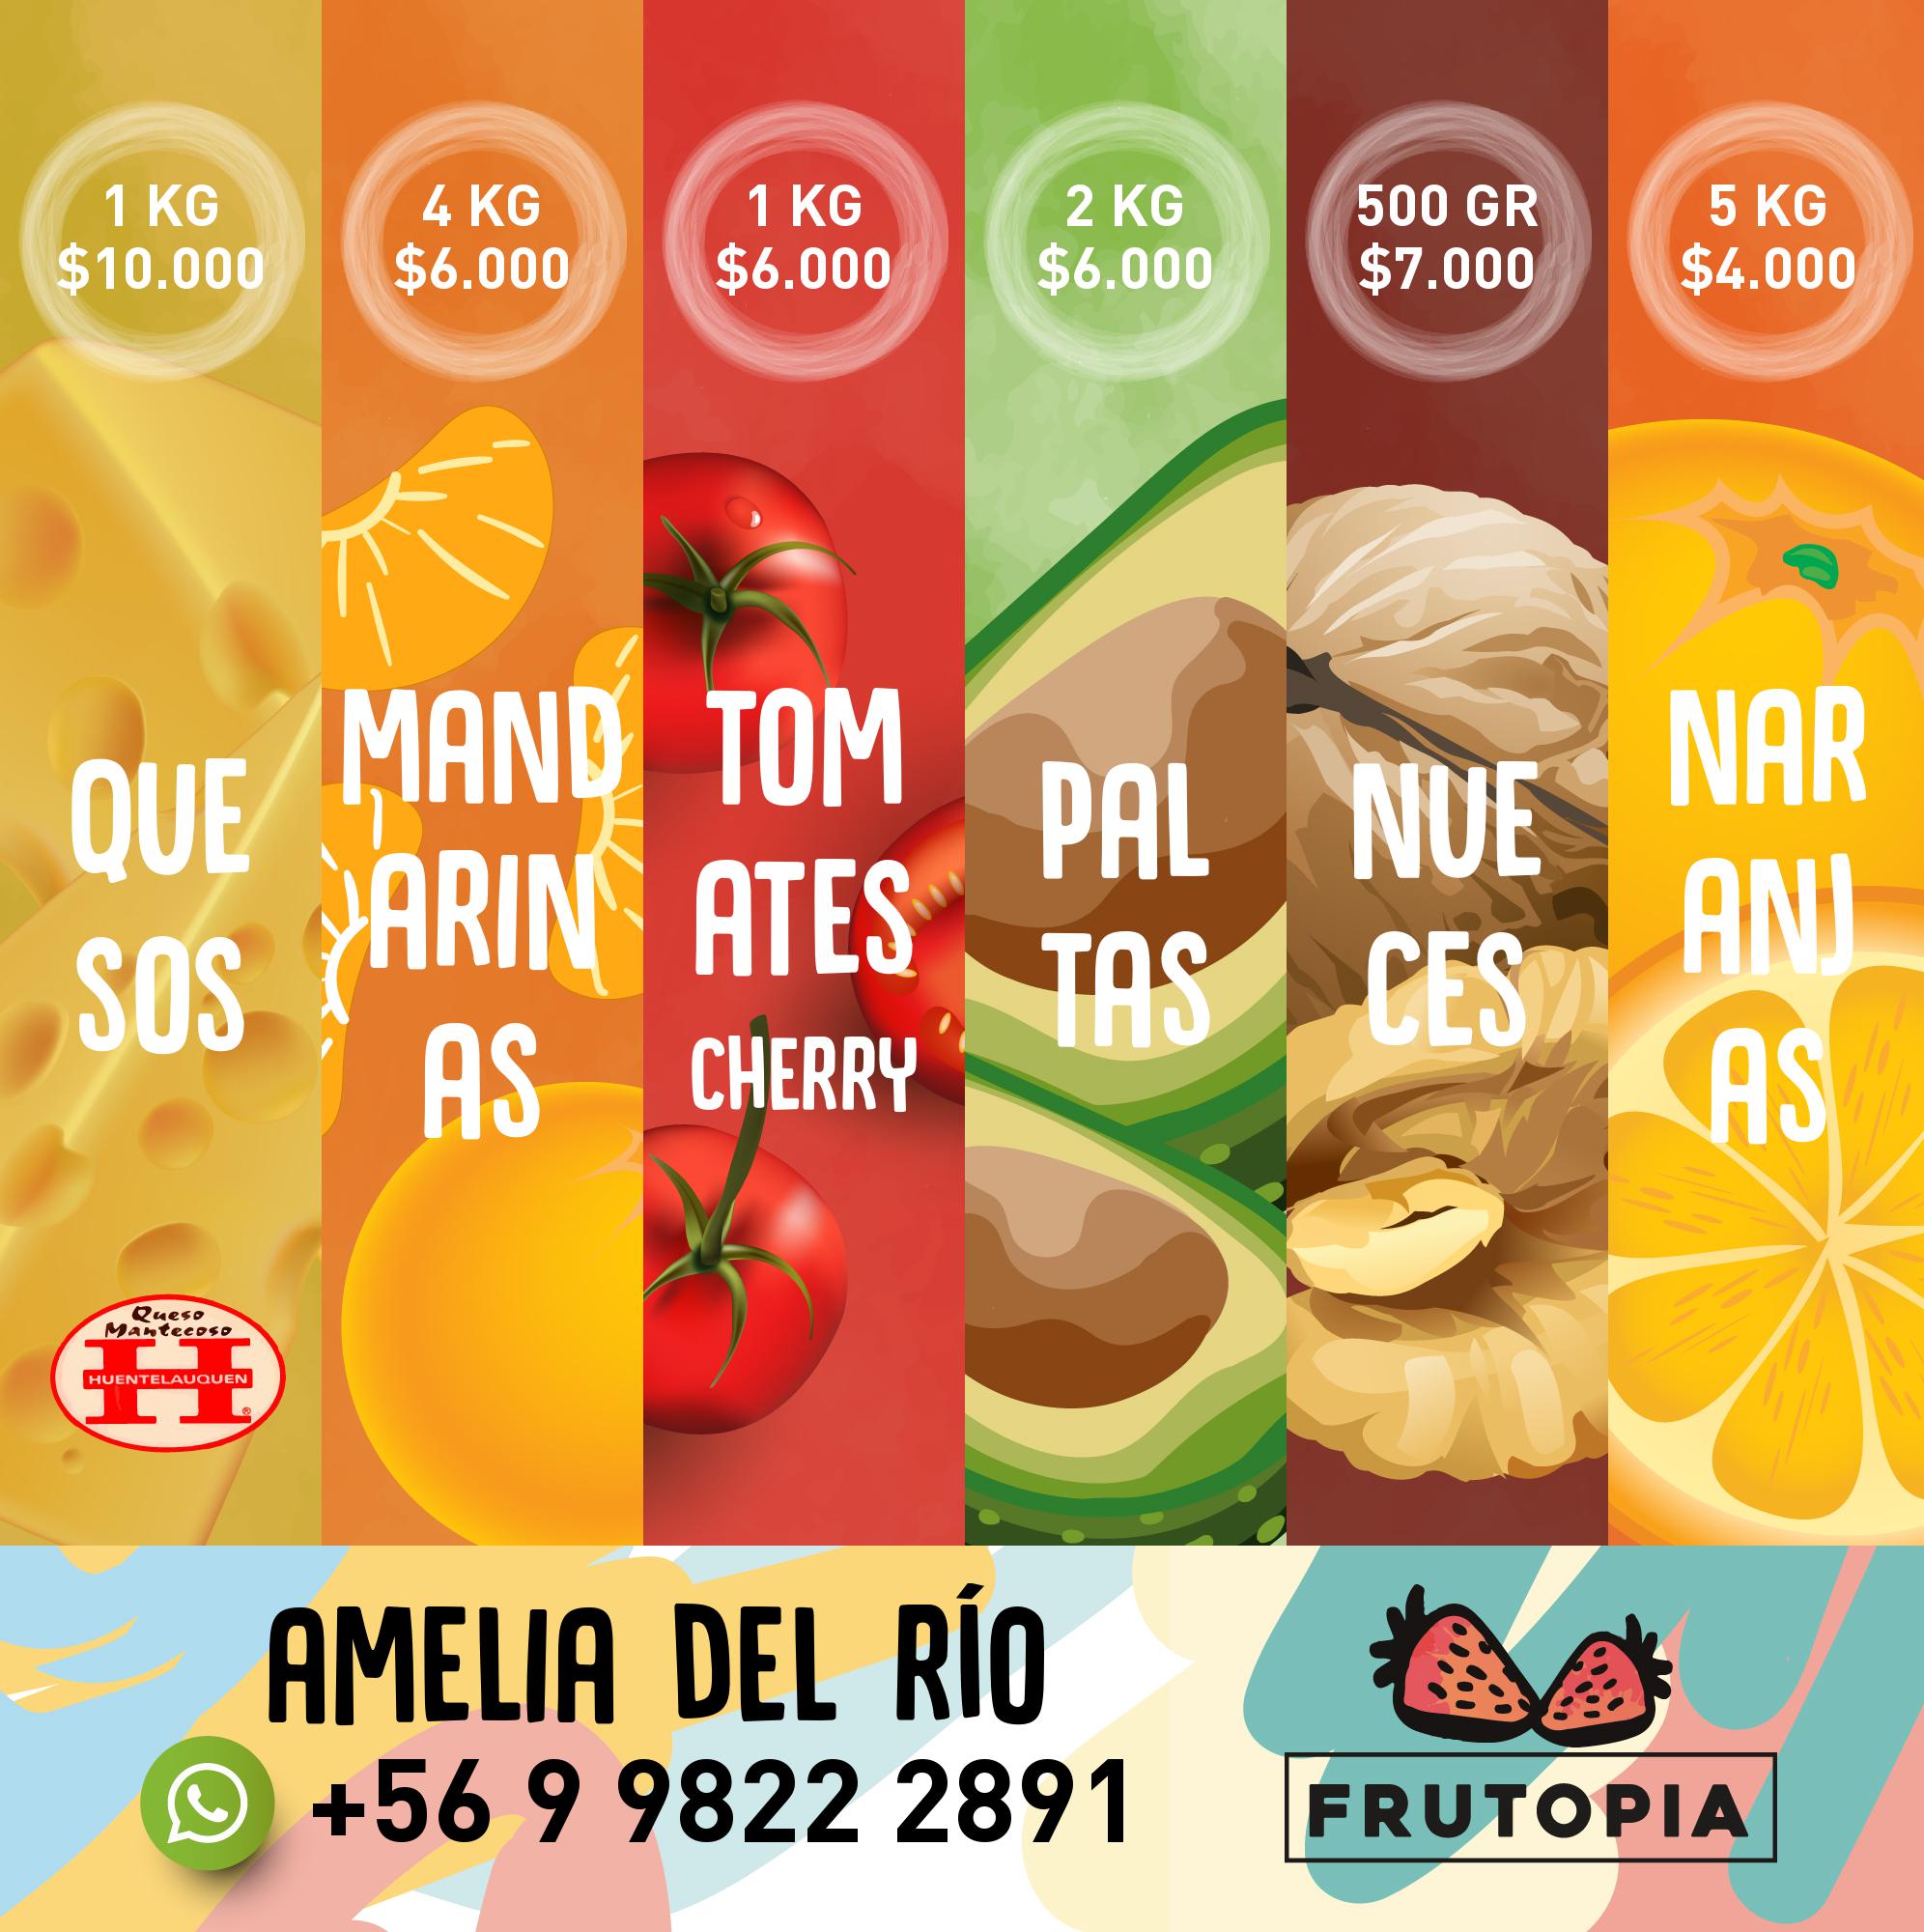 1 KG
$10.000
QUE
SOS
Queso
Mantecoso
H
HUENTELAUQUEN
®
4 KG
$6.000
MAND
ARIN
AS
1 KG
$6.000
TOM
ATES
CHERRY
2 KG
$6.000
PAL
TAS
500 GR
$7.000
NUE
CES
5 KG
$4.000
NAR
ANJ
AS
AMELIA DEL RÍO
+56 9 9822 2891
FRUTOPIA